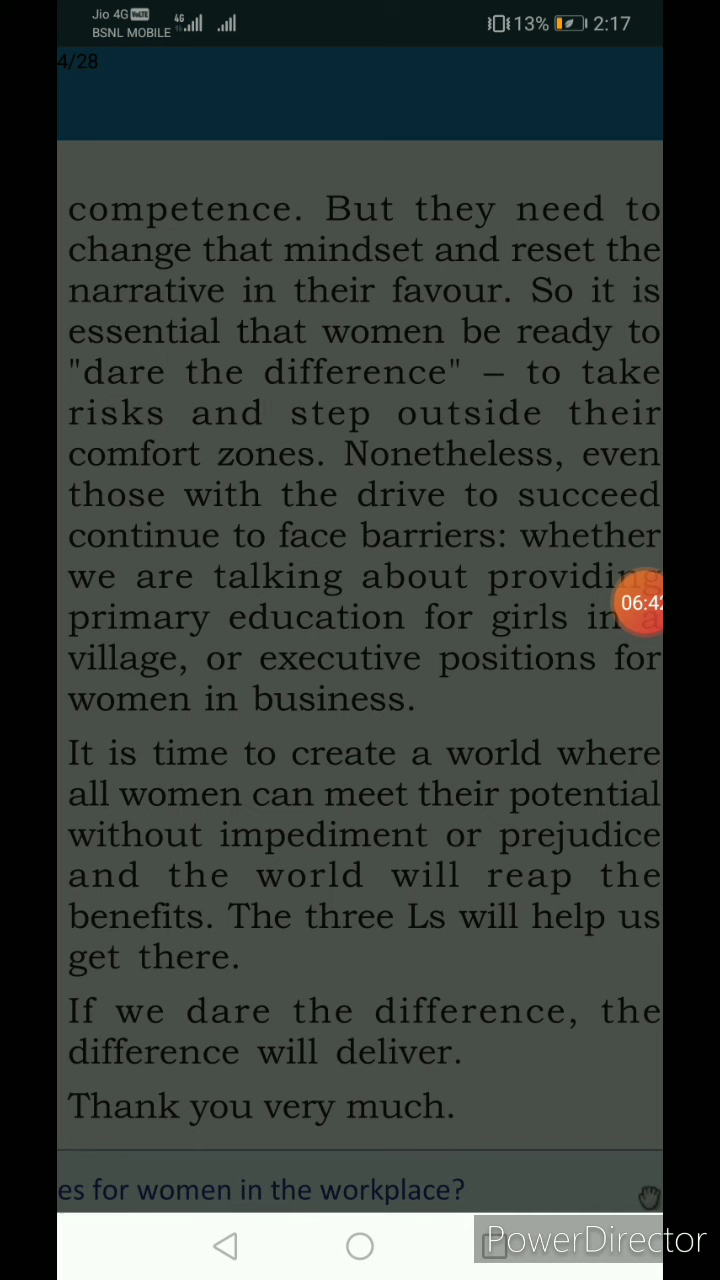 Jio 4G VoLTE 4G 13% 2:17
BSNL MOBILE
4/28
competence. But they need to
change that mindset and reset the
narrative in their favour. So it is
essential that women be ready to
"dare the difference" – to take
risks and step outside their
comfort zones. Nonetheless, even
those with the drive to succeed
continue to face barriers: whether
we are talking about providing
06:42
primary education for girls in a
village, or executive positions for
women in business.
It is time to create a world where
all women can meet their potential
without impediment or prejudice
and the world will reap the
benefits. The three Ls will help us
get there.
If we dare the difference, the
difference will deliver.
Thank you very much.
es for women in the workplace?
PowerDirector